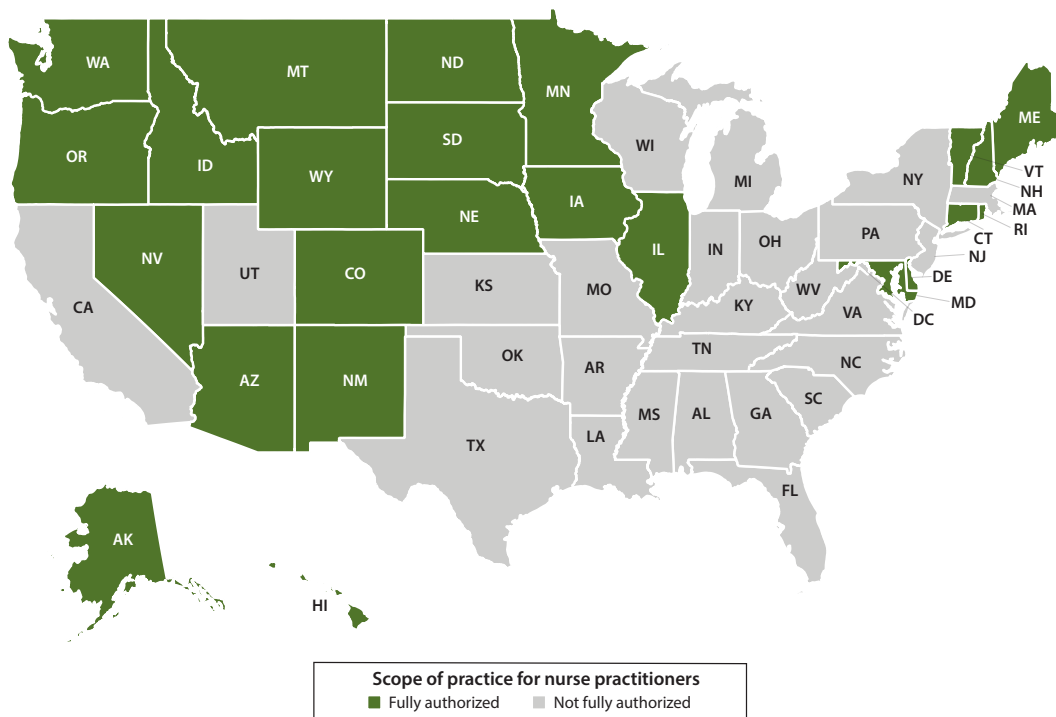 WA
MT
ND
MN
ME
OR
ID
SD
WI
VT
WY
MI
NY
NH
MA
NE
IA
RI
PA
CT
NV
IL
IN
OH
NJ
UT
CO
DE
KS
MO
WV
MD
CA
KY
VA
DC
TN
NC
OK
AR
AZ
NM
SC
MS
AL
GA
LA
TX
FL
AK
HI
Scope of practice for nurse practitioners
Fully authorized Not fully authorized